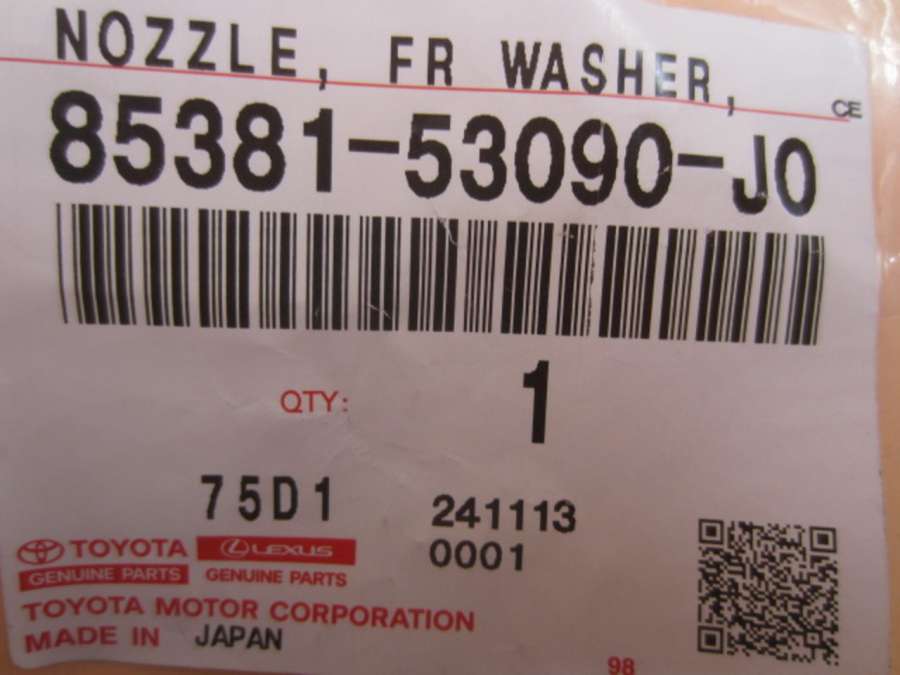 NOZZLE, FR WASHER,
CE
85381-53090-J0
QTY: 1
75D1
241113
0001
TOYOTA
GENUINE PARTS
LEXUS
GENUINE PARTS
TOYOTA MOTOR CORPORATION
MADE IN JAPAN
98